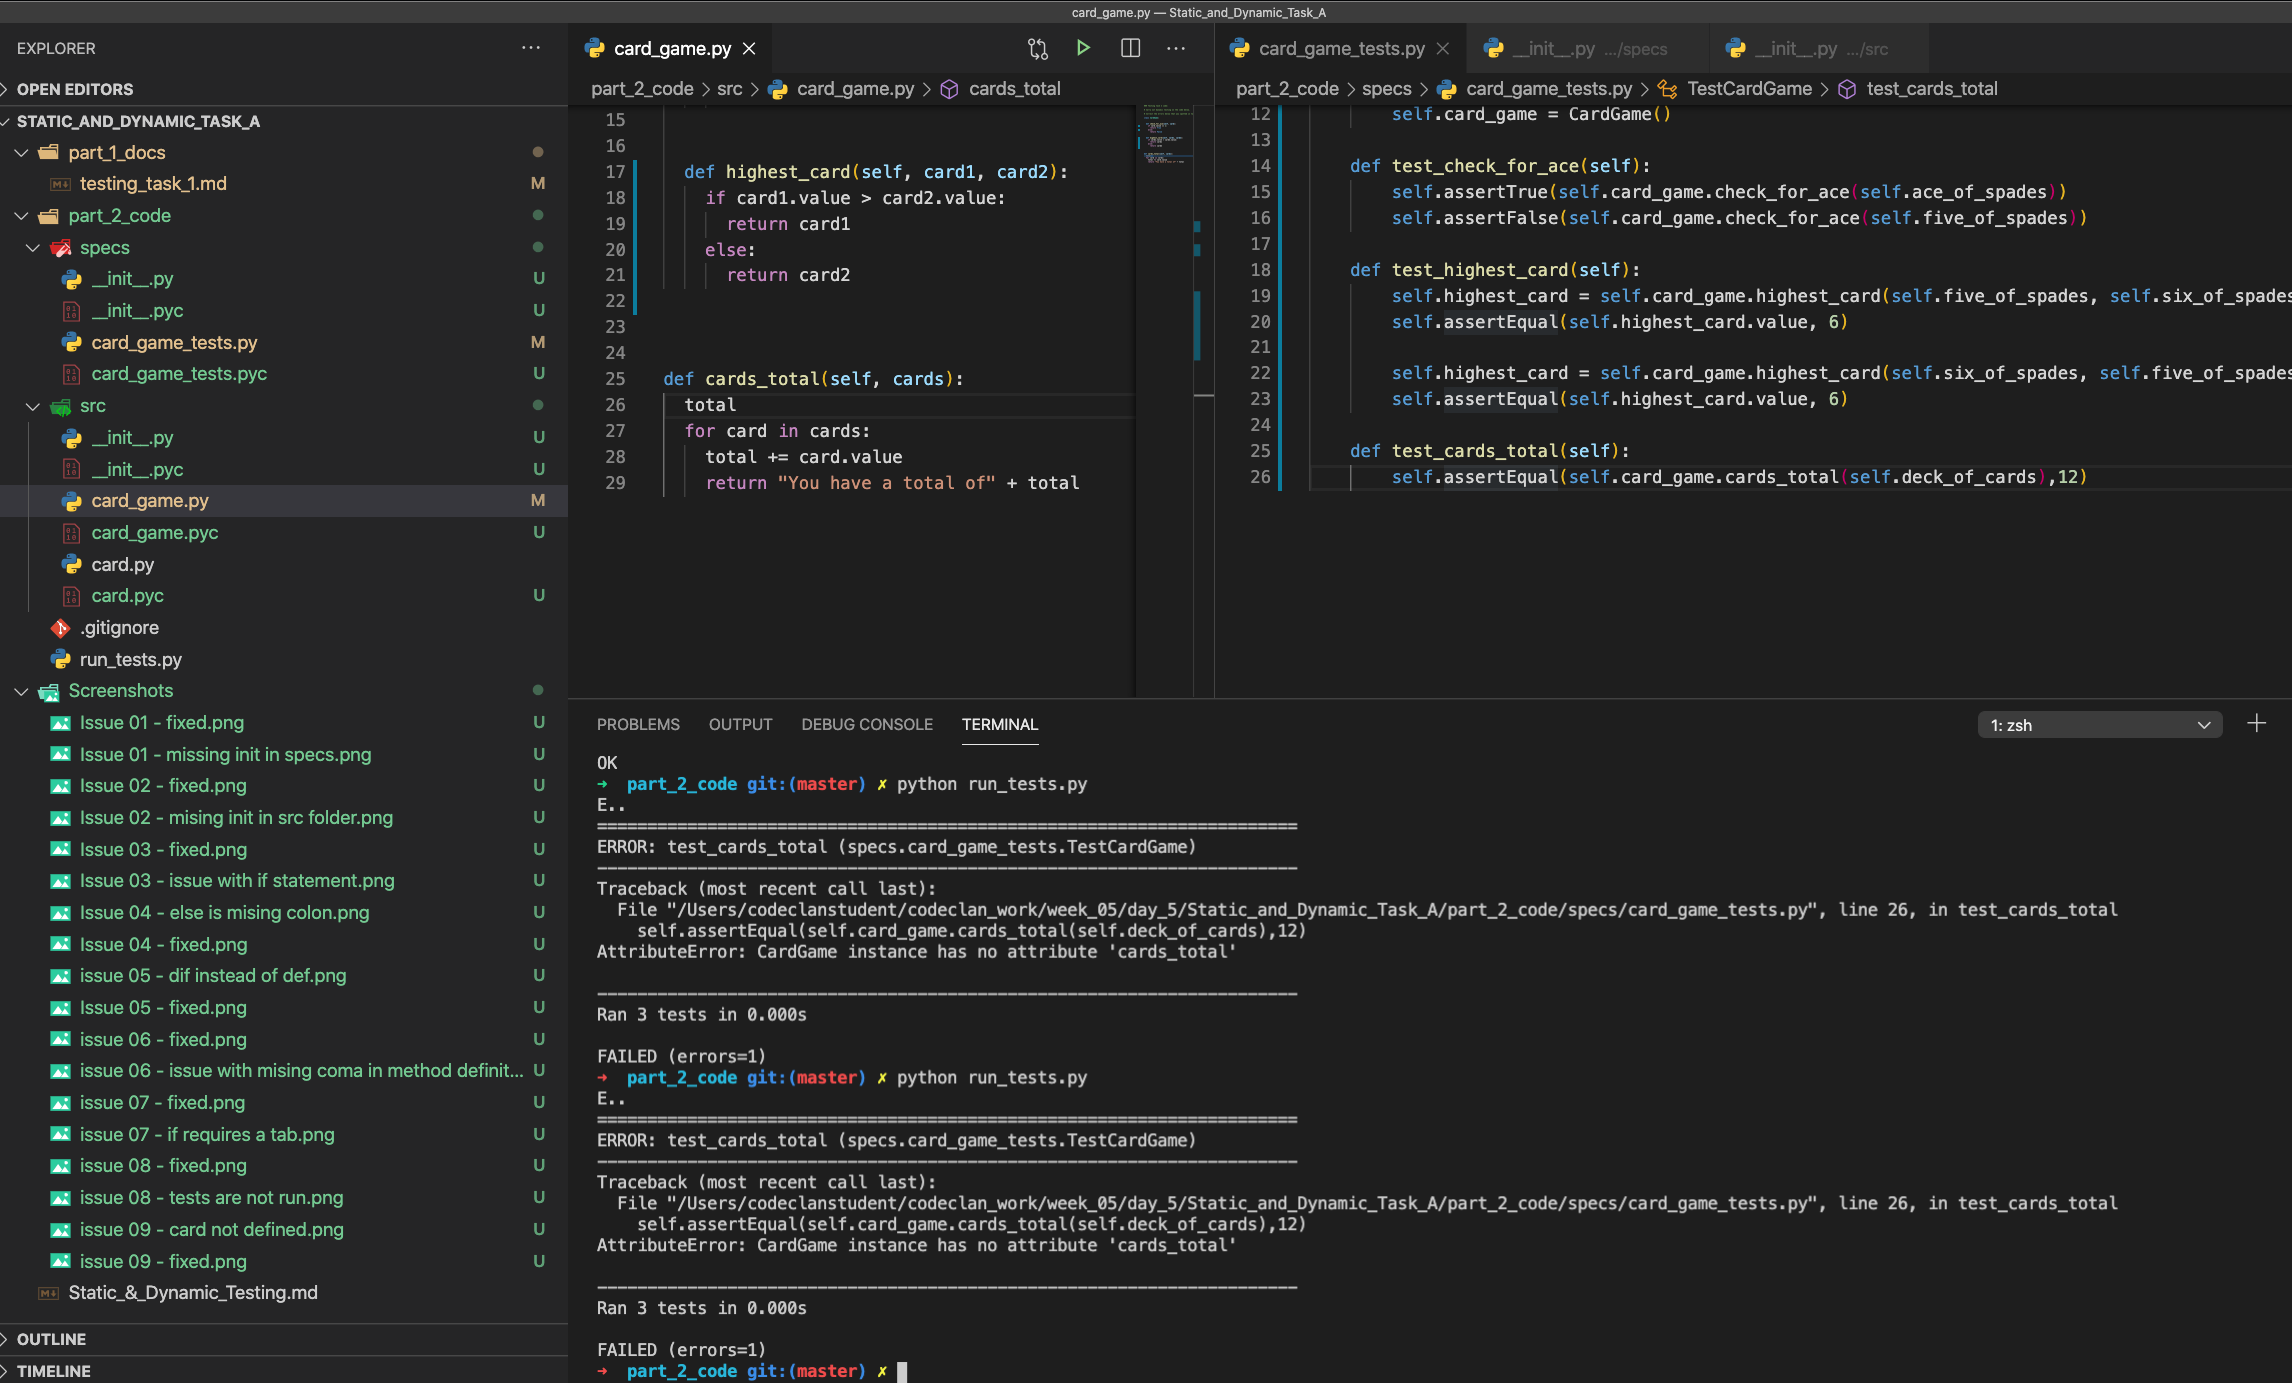 card_game.py — Static_and_Dynamic_Task_A
EXPLORER
OPEN EDITORS
STATIC_AND_DYNAMIC_TASK_A
part_1_docs
testing_task_1.md M
part_2_code
specs
__init__.py U
__init__.pyc U
card_game_tests.py M
card_game_tests.pyc U
src
__init__.py U
__init__.pyc U
card_game.py M
card_game.pyc U
card.py
card.pyc U
.gitignore
run_tests.py
Screenshots
Issue 01 - fixed.png U
Issue 01 - missing init in specs.png U
Issue 02 - fixed.png U
Issue 02 - mising init in src folder.png U
Issue 03 - fixed.png U
Issue 03 - issue with if statement.png U
Issue 04 - else is mising colon.png U
Issue 04 - fixed.png U
issue 05 - dif instead of def.png U
Issue 05 - fixed.png U
issue 06 - fixed.png U
issue 06 - issue with mising coma in method definit... U
issue 07 - fixed.png U
issue 07 - if requires a tab.png U
issue 08 - fixed.png U
issue 08 - tests are not run.png U
issue 09 - card not defined.png U
issue 09 - fixed.png U
Static_&_Dynamic_Testing.md
OUTLINE
TIMELINE
card_game.py
part_2_code > src > card_game.py > cards_total
15
16
17 def highest_card(self, card1, card2):
18 if card1.value > card2.value:
19 return card1
20 else:
21 return card2
22
23
24
25 def cards_total(self, cards):
26 total
27 for card in cards:
28 total += card.value
29 return "You have a total of" + total
card_game_tests.py
__init__.py .../specs
__init__.py .../src
part_2_code > specs > card_game_tests.py > TestCardGame > test_cards_total
12 self.card_game = CardGame()
13
14 def test_check_for_ace(self):
15 self.assertTrue(self.card_game.check_for_ace(self.ace_of_spades))
16 self.assertFalse(self.card_game.check_for_ace(self.five_of_spades))
17
18 def test_highest_card(self):
19 self.highest_card = self.card_game.highest_card(self.five_of_spades, self.six_of_spades
20 self.assertEqual(self.highest_card.value, 6)
21
22 self.highest_card = self.card_game.highest_card(self.six_of_spades, self.five_of_spades
23 self.assertEqual(self.highest_card.value, 6)
24
25 def test_cards_total(self):
26 self.assertEqual(self.card_game.cards_total(self.deck_of_cards),12)
PROBLEMS OUTPUT DEBUG CONSOLE TERMINAL
1: zsh
OK
→ part_2_code git:(master) ✗ python run_tests.py
E..
======================================================================
ERROR: test_cards_total (specs.card_game_tests.TestCardGame)
----------------------------------------------------------------------
Traceback (most recent call last):
File "/Users/codeclanstudent/codeclan_work/week_05/day_5/Static_and_Dynamic_Task_A/part_2_code/specs/card_game_tests.py", line 26, in test_cards_total
self.assertEqual(self.card_game.cards_total(self.deck_of_cards),12)
AttributeError: CardGame instance has no attribute 'cards_total'
----------------------------------------------------------------------
Ran 3 tests in 0.000s
FAILED (errors=1)
→ part_2_code git:(master) ✗ python run_tests.py
E..
======================================================================
ERROR: test_cards_total (specs.card_game_tests.TestCardGame)
----------------------------------------------------------------------
Traceback (most recent call last):
File "/Users/codeclanstudent/codeclan_work/week_05/day_5/Static_and_Dynamic_Task_A/part_2_code/specs/card_game_tests.py", line 26, in test_cards_total
self.assertEqual(self.card_game.cards_total(self.deck_of_cards),12)
AttributeError: CardGame instance has no attribute 'cards_total'
----------------------------------------------------------------------
Ran 3 tests in 0.000s
FAILED (errors=1)
→ part_2_code git:(master) ✗